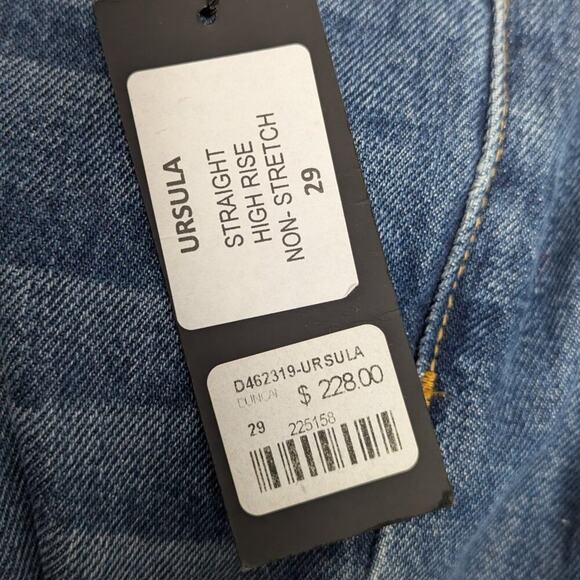 URSULA
STRAIGHT
HIGH RISE
NON- STRETCH
29
D462319-URSULA
$ 228.00
29 225158